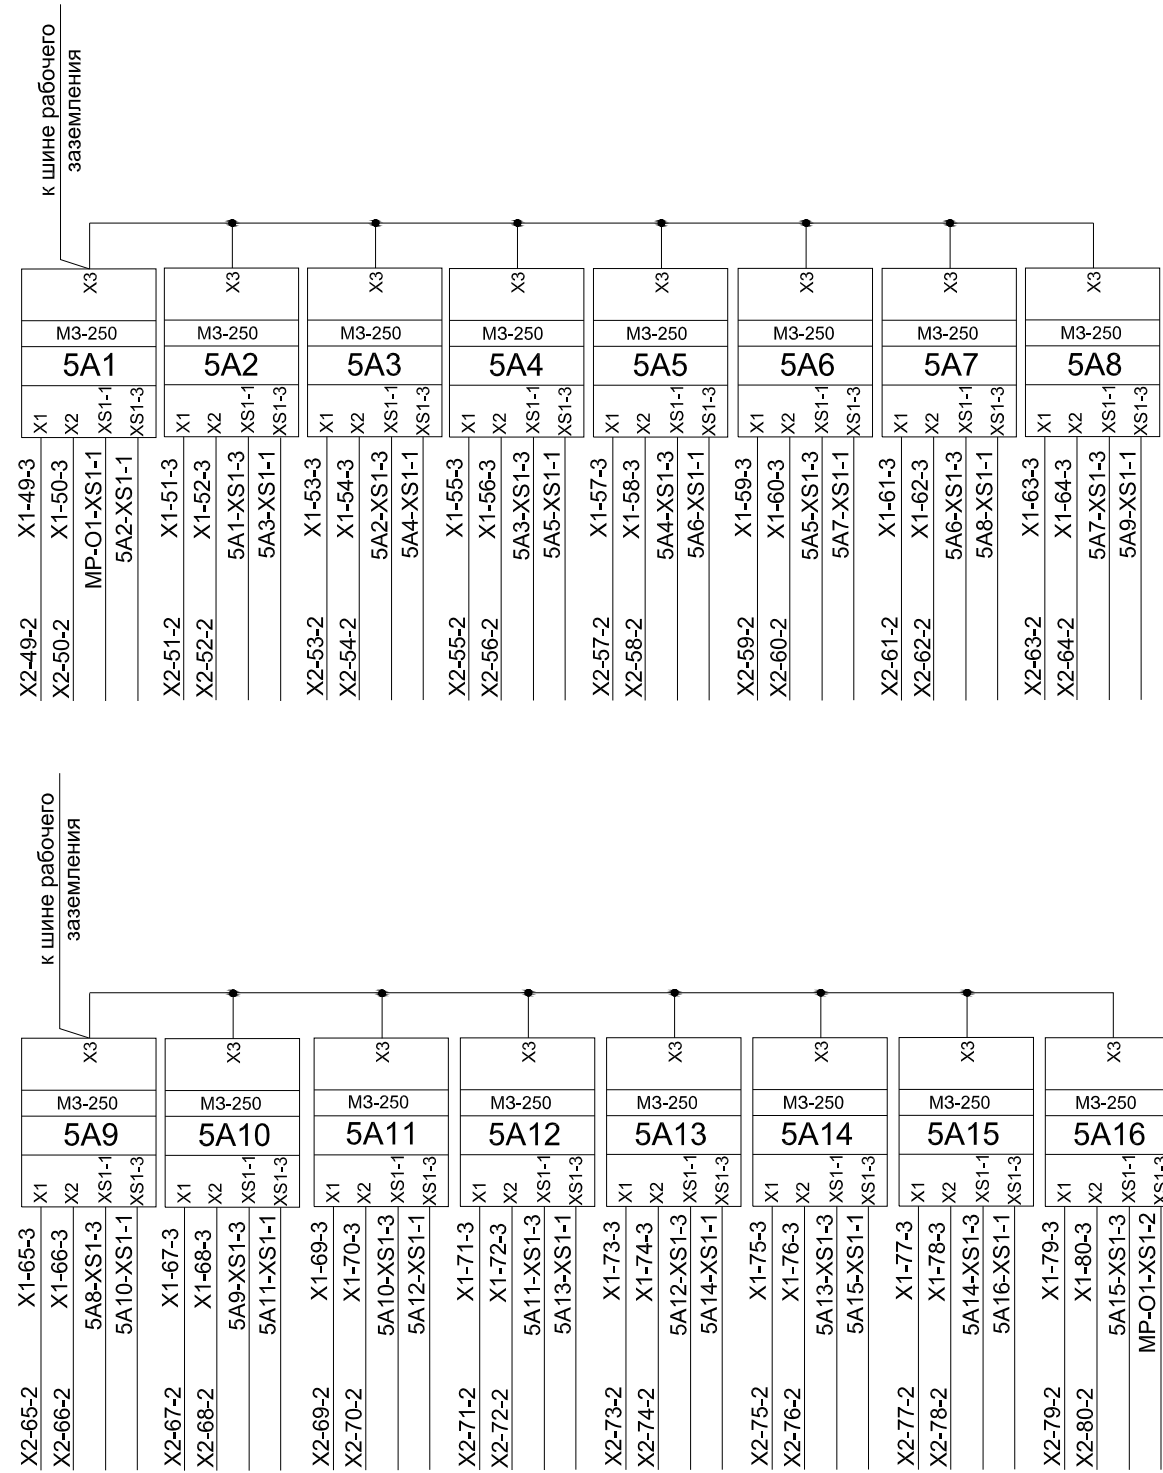 к шине рабочего
заземления
X3 X3 X3 X3 X3 X3 X3 X3
М3-250 М3-250 М3-250 М3-250 М3-250 М3-250 М3-250 М3-250
5A1 5A2 5A3 5A4 5A5 5A6 5A7 5A8
X1 X2 XS1-1 XS1-3 X1 X2 XS1-1 XS1-3 X1 X2 XS1-1 XS1-3 X1 X2 XS1-1 XS1-3 X1 X2 XS1-1 XS1-3 X1 X2 XS1-1 XS1-3 X1 X2 XS1-1 XS1-3 X1 X2 XS1-1 XS1-3
X2-49-2 X1-49-3
X2-50-2 X1-50-3
MP-O1-XS1-1
5A2-XS1-1
X2-51-2 X1-51-3
X2-52-2 X1-52-3
5A1-XS1-3
5A3-XS1-1
X2-53-2 X1-53-3
X2-54-2 X1-54-3
5A2-XS1-3
5A4-XS1-1
X2-55-2 X1-55-3
X2-56-2 X1-56-3
5A3-XS1-3
5A5-XS1-1
X2-57-2 X1-57-3
X2-58-2 X1-58-3
5A4-XS1-3
5A6-XS1-1
X2-59-2 X1-59-3
X2-60-2 X1-60-3
5A5-XS1-3
5A7-XS1-1
X2-61-2 X1-61-3
X2-62-2 X1-62-3
5A6-XS1-3
5A8-XS1-1
X2-63-2 X1-63-3
X2-64-2 X1-64-3
5A7-XS1-3
5A9-XS1-1
к шине рабочего
заземления
X3 X3 X3 X3 X3 X3 X3 X3
М3-250 М3-250 М3-250 М3-250 М3-250 М3-250 М3-250 М3-250
5A9 5A10 5A11 5A12 5A13 5A14 5A15 5A16
X1 X2 XS1-1 XS1-3 X1 X2 XS1-1 XS1-3 X1 X2 XS1-1 XS1-3 X1 X2 XS1-1 XS1-3 X1 X2 XS1-1 XS1-3 X1 X2 XS1-1 XS1-3 X1 X2 XS1-1 XS1-3 X1 X2 XS1-1 XS1-3
X2-65-2 X1-65-3
X2-66-2 X1-66-3
5A8-XS1-3
5A10-XS1-1
X2-67-2 X1-67-3
X2-68-2 X1-68-3
5A9-XS1-3
5A11-XS1-1
X2-69-2 X1-69-3
X2-70-2 X1-70-3
5A10-XS1-3
5A12-XS1-1
X2-71-2 X1-71-3
X2-72-2 X1-72-3
5A11-XS1-3
5A13-XS1-1
X2-73-2 X1-73-3
X2-74-2 X1-74-3
5A12-XS1-3
5A14-XS1-1
X2-75-2 X1-75-3
X2-76-2 X1-76-3
5A13-XS1-3
5A15-XS1-1
X2-77-2 X1-77-3
X2-78-2 X1-78-3
5A14-XS1-3
5A16-XS1-1
X2-79-2 X1-79-3
X2-80-2 X1-80-3
5A15-XS1-3
MP-O1-XS1-2